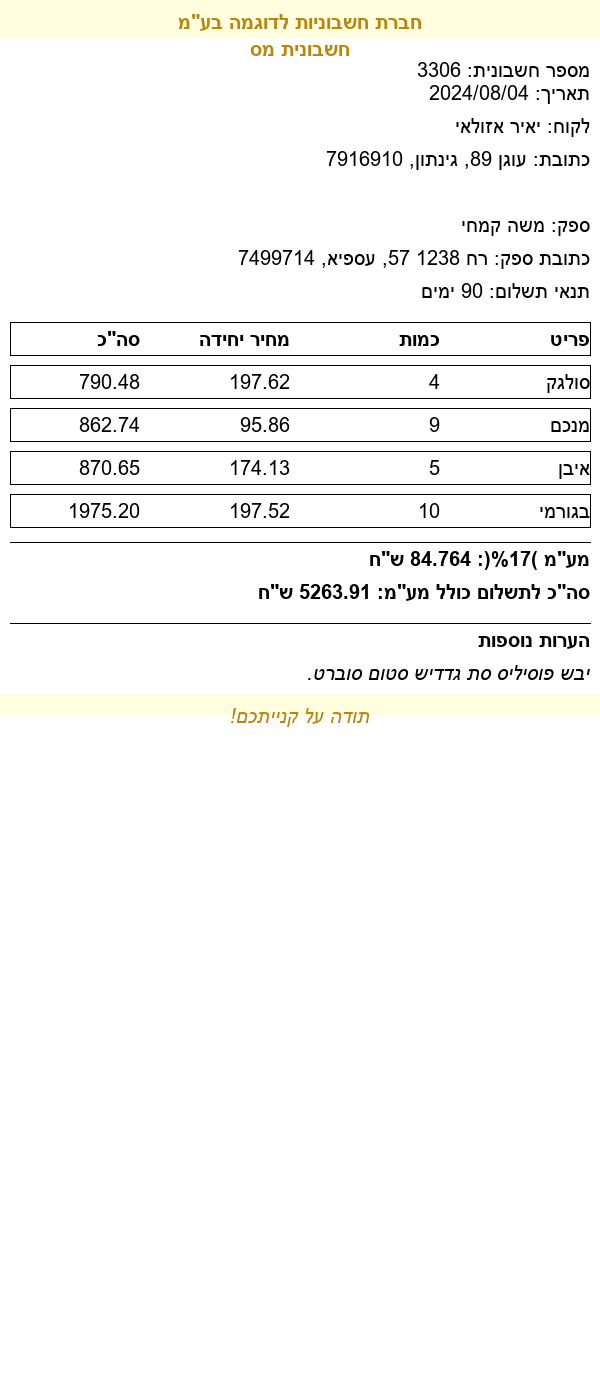 חברת חשבוניות לדוגמה בע"מ
חשבונית מס
מספר חשבונית: 3306
תאריך: 2024/08/04
לקוח: יאיר אזולאי
כתובת: עוגן 89, גינתון, 7916910
ספק: משה קמחי
כתובת ספק: רח 1238 57, עספיא, 7499714
תנאי תשלום: 90 ימים
פריט כמות מחיר יחידה סה"כ
סולגק 4 197.62 790.48
מנכם 9 95.86 862.74
איבן 5 174.13 870.65
בגורמי 10 197.52 1975.20
מע"מ )17%(: 84.764 ש"ח
סה"כ לתשלום כולל מע"מ: 5263.91 ש"ח
הערות נוספות
יבש פוסיליס סת גדדיש סטום סוברט.
תודה על קנייתכם!